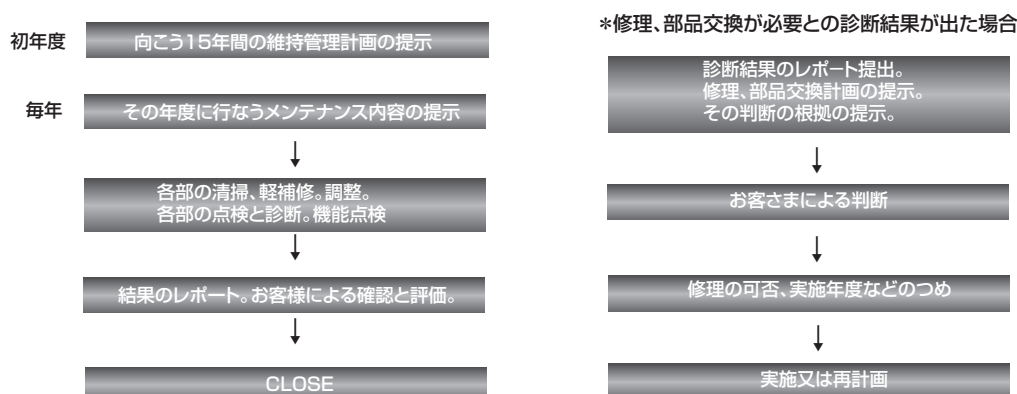 初年度
向こう15年間の維持管理計画の提示
毎年
その年度に行なうメンテナンス内容の提示
↓
各部の清掃、軽補修。調整。
各部の点検と診断。機能点検
↓
結果のレポート。お客様による確認と評価。
↓
CLOSE
*修理、部品交換が必要との診断結果が出た場合
診断結果のレポート提出。
修理、部品交換計画の提示。
その判断の根拠の提示。
↓
お客さまによる判断
↓
修理の可否、実施年度などのつめ
↓
実施又は再計画